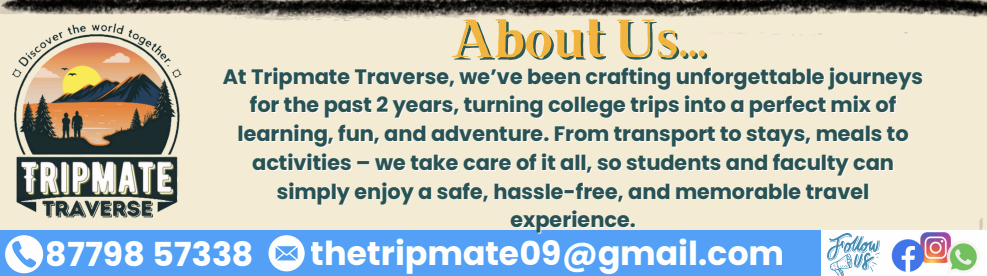 Discover the world together.
TRIPMATE
TRAVERSE
About Us...
At Tripmate Traverse, we've been crafting unforgettable journeys
for the past 2 years, turning college trips into a perfect mix of
learning, fun, and adventure. From transport to stays, meals to
activities – we take care of it all, so students and faculty can
simply enjoy a safe, hassle-free, and memorable travel
experience.
87798 57338 thetripmate09@gmail.com
Follow
US